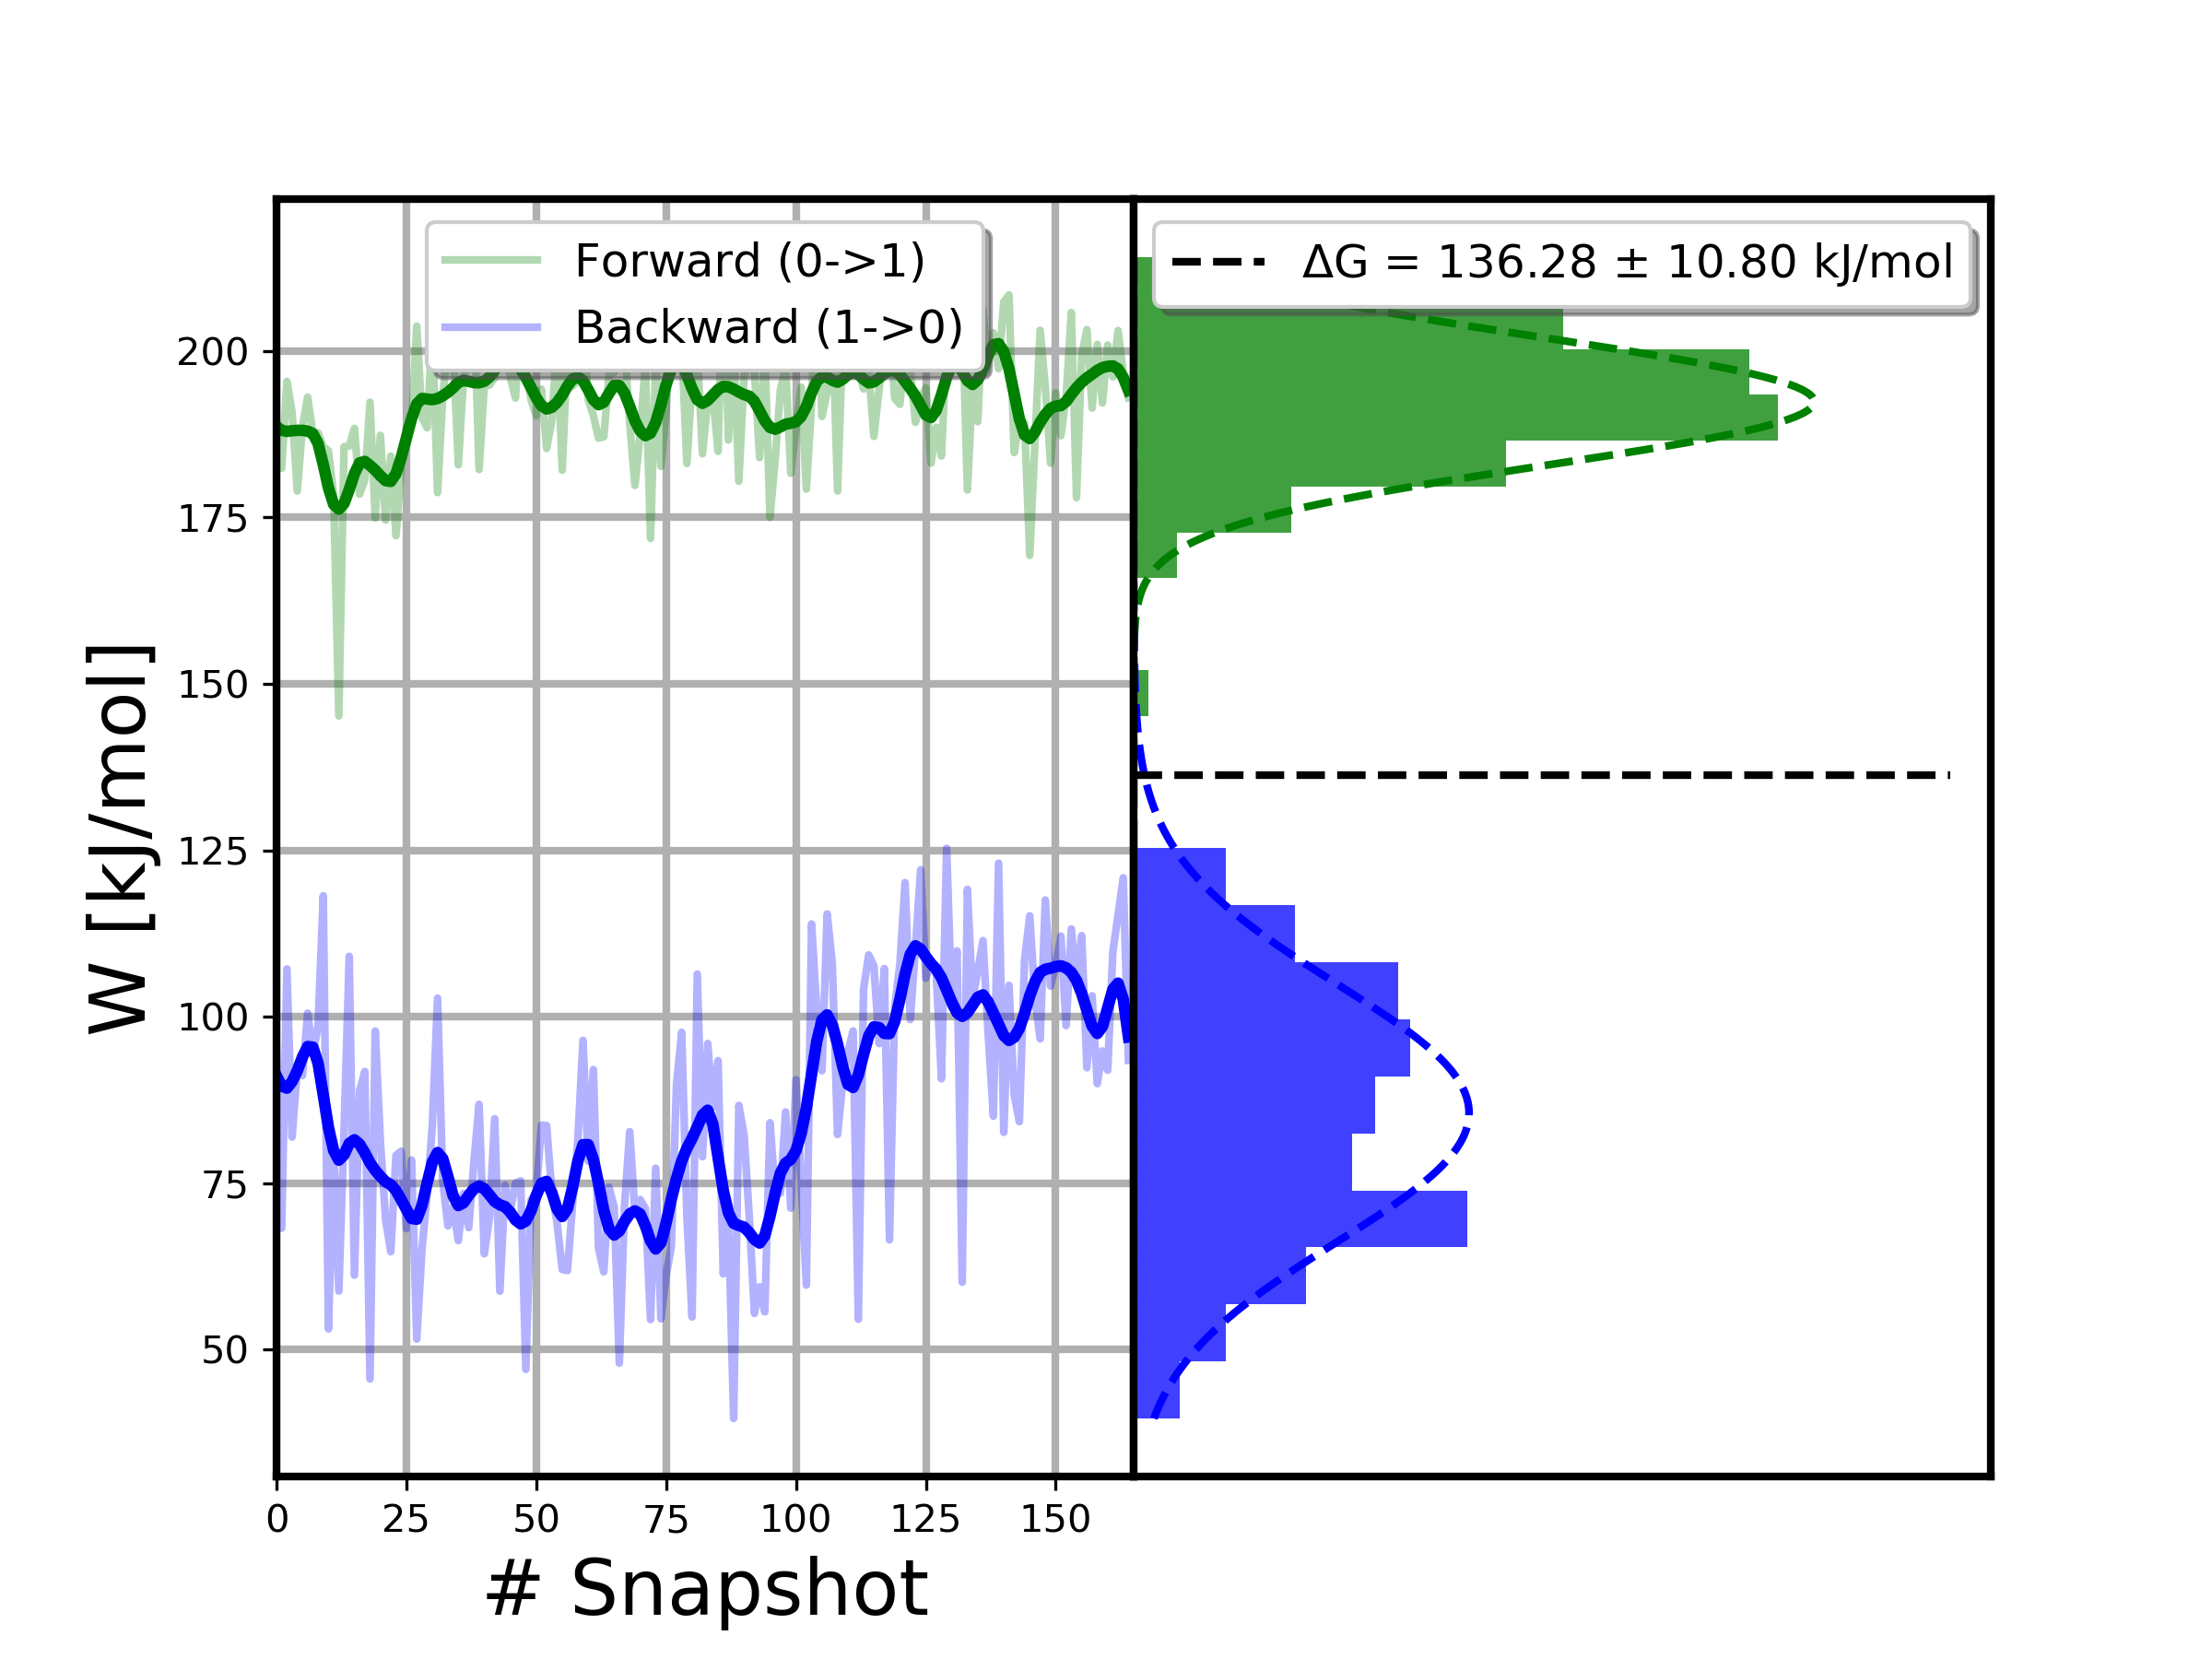 Forward (0->1)
Backward (1->0)
ΔG = 136.28 ± 10.80 kJ/mol
W [kJ/mol]
200
175
150
125
100
75
50
0 25 50 75 100 125 150
# Snapshot